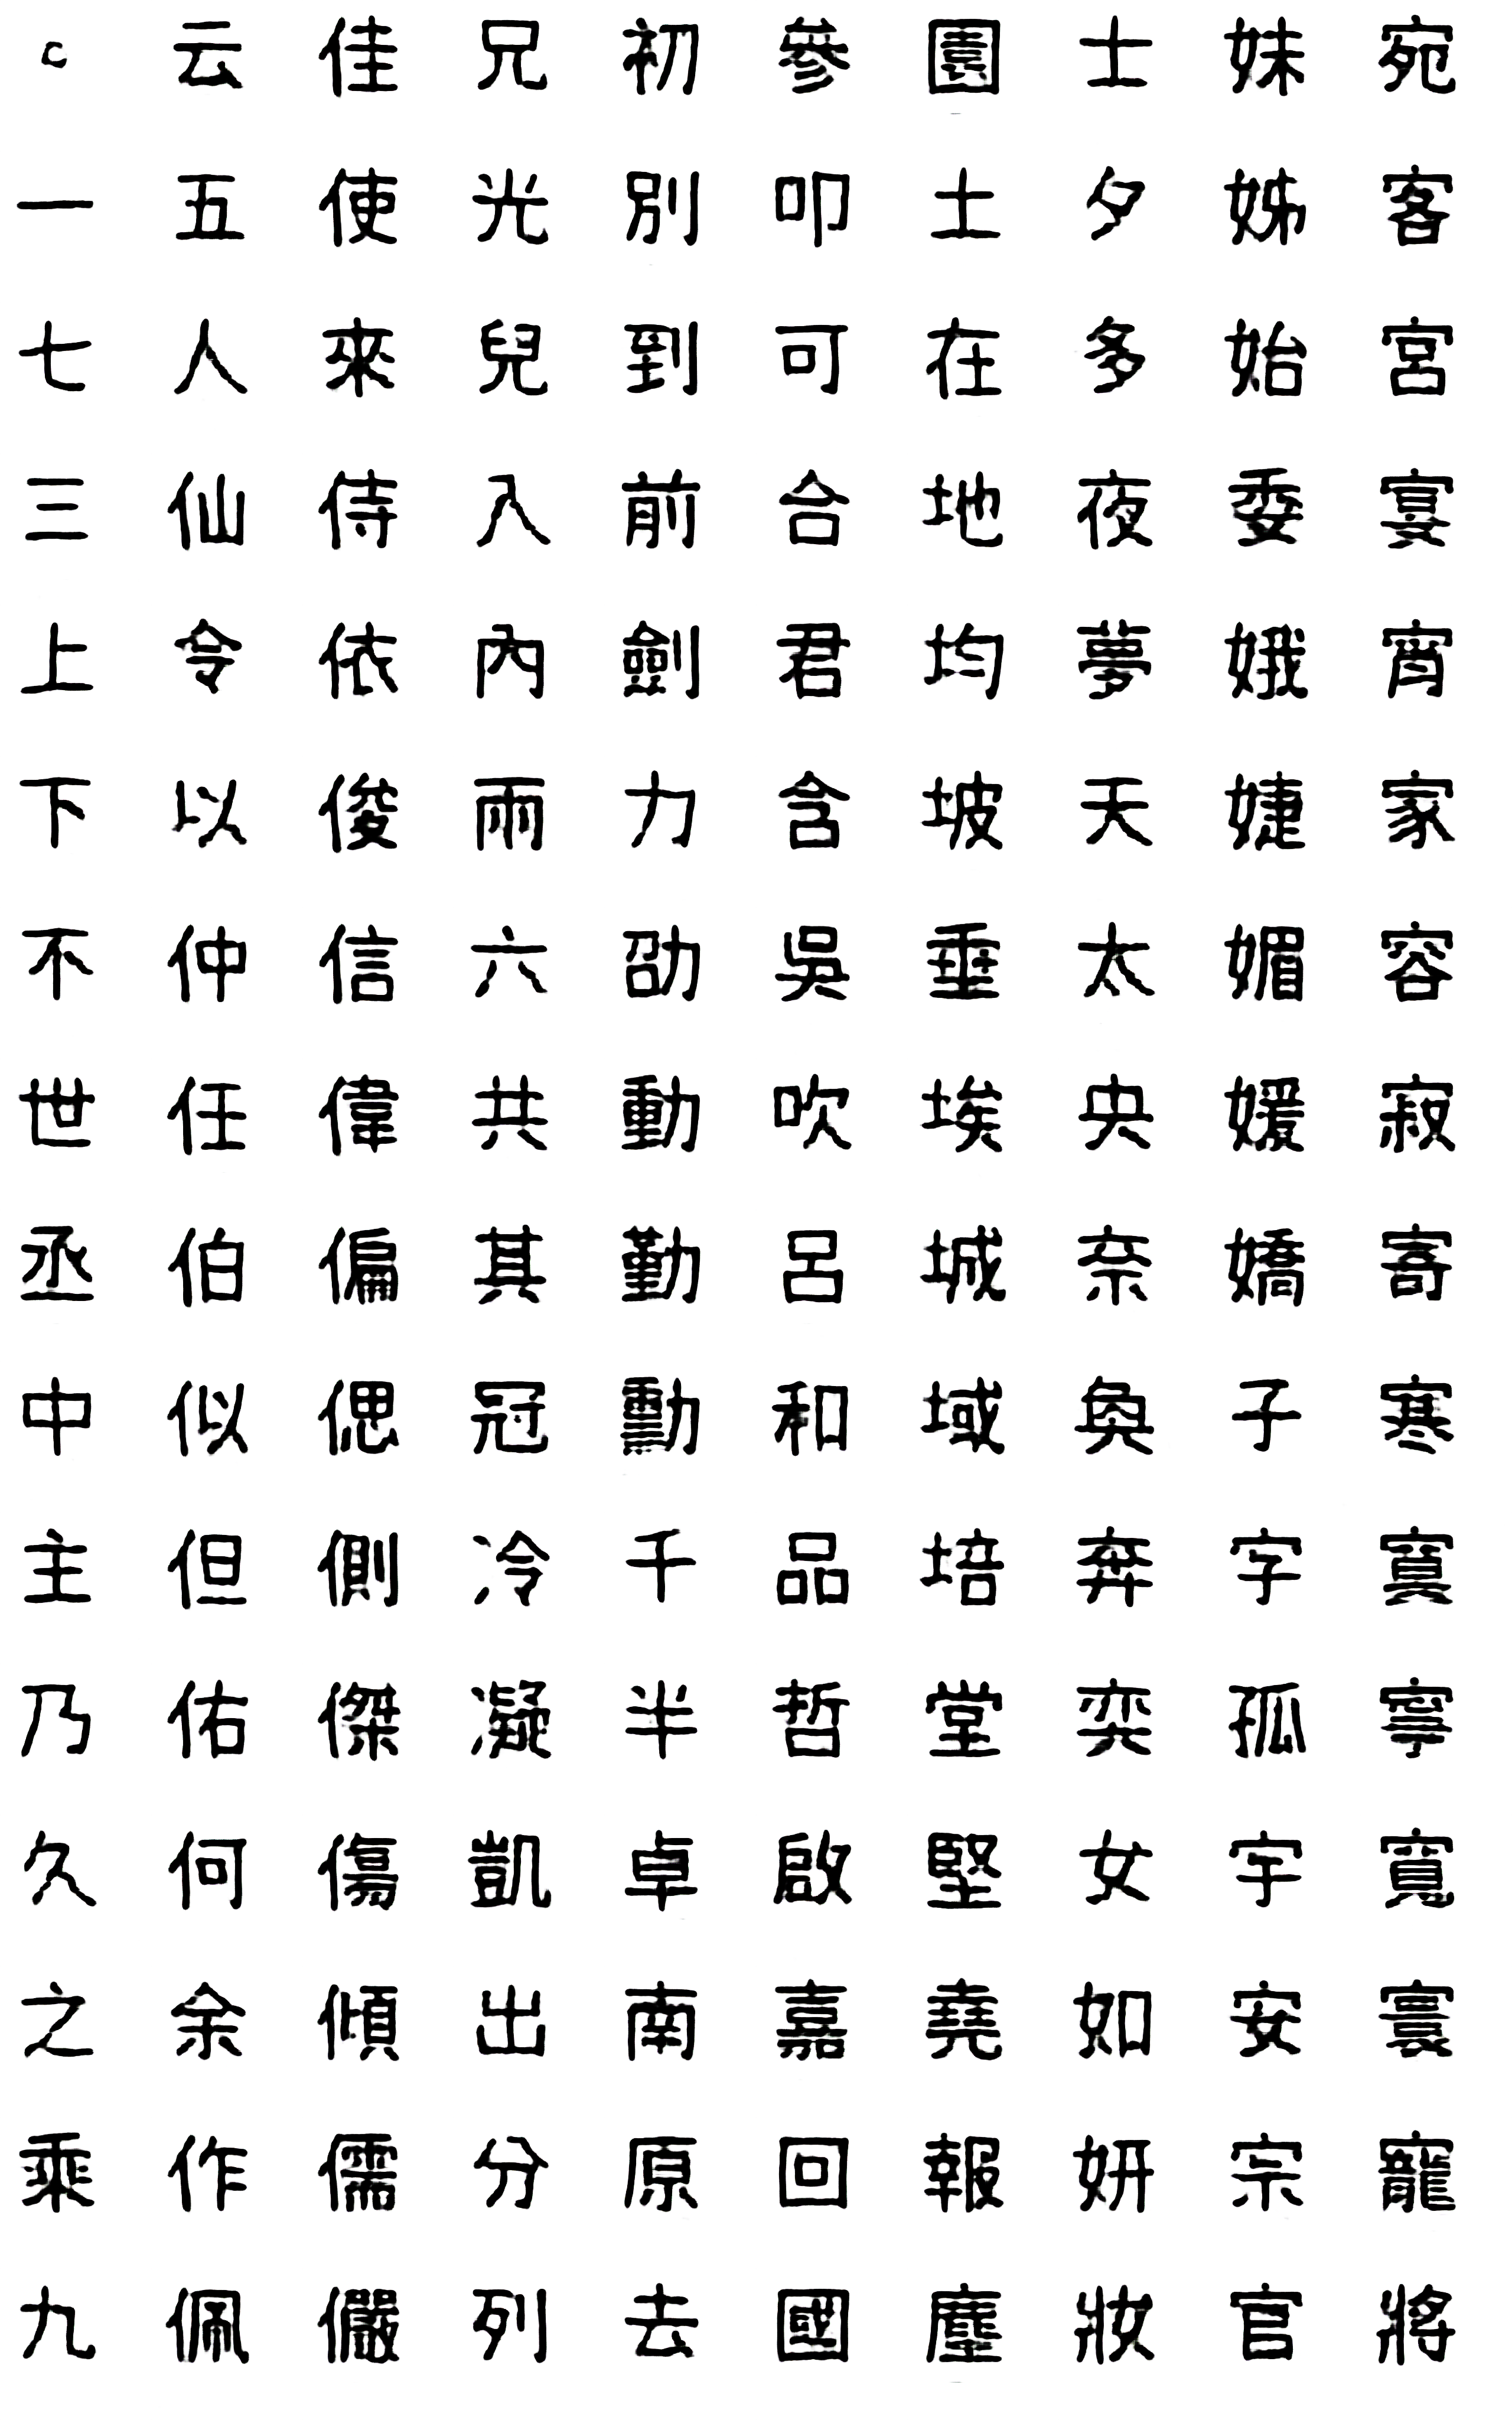 c一七三上下不世丞中主乃久之乘九
云五人仙令以仲任伯似但佑何余作佩
佳使來侍依俊信偉偏偲側傑傷傾儒儼
兄光兒入內兩六共其冠冷凝凱出分列
初別到前劍力劭動勤勳千半卓南原去
參叩可合君含吳吹呂和品哲啟嘉回國
園土在地均坡垂埃城域培堂堅堯報塵
士夕多夜夢天太央奈奐奔奕女如妍妝
妹姊始委娥婕媚媛嬌子字孤宇安宗官
宛客宮宴宵家容寂寄寒寞寧寬寰寵將